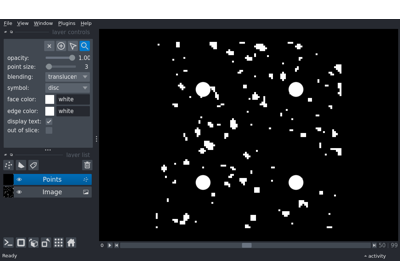 File View Window Plugins Help
layer controls
opacity: 1.00
point size: 3
blending: translucen
symbol: disc
face color: white
edge color: white
display text:
out of slice:
layer list
Points
Image
0 50 99
Ready activity